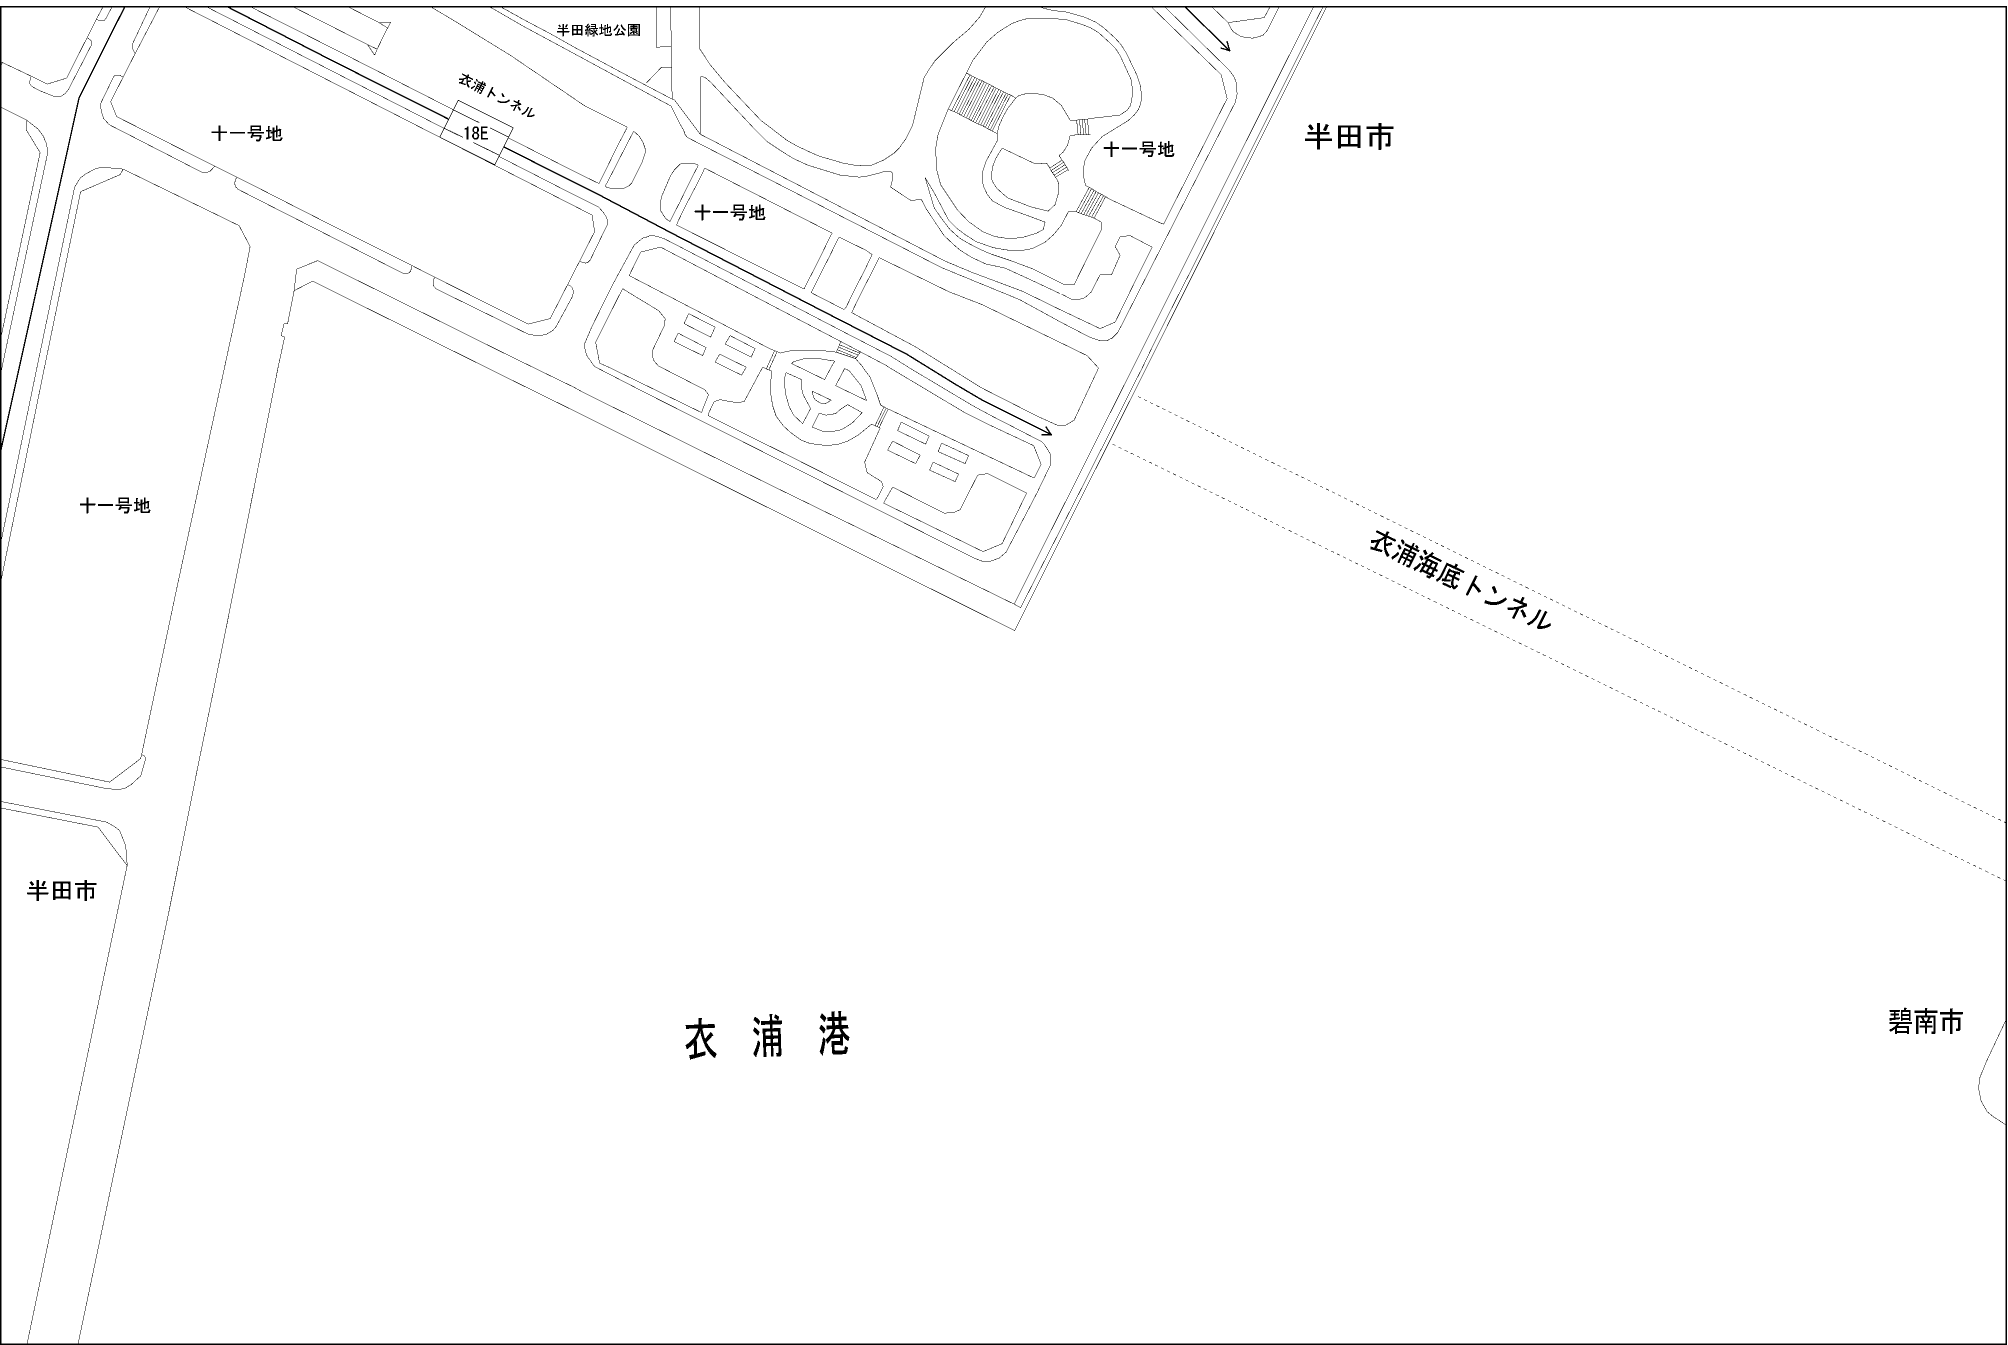 半田緑地公園
衣浦トンネル
18E
十一号地
半田市
十一号地
十一号地
十一号地
衣浦海底トンネル
半田市
衣浦港
碧南市